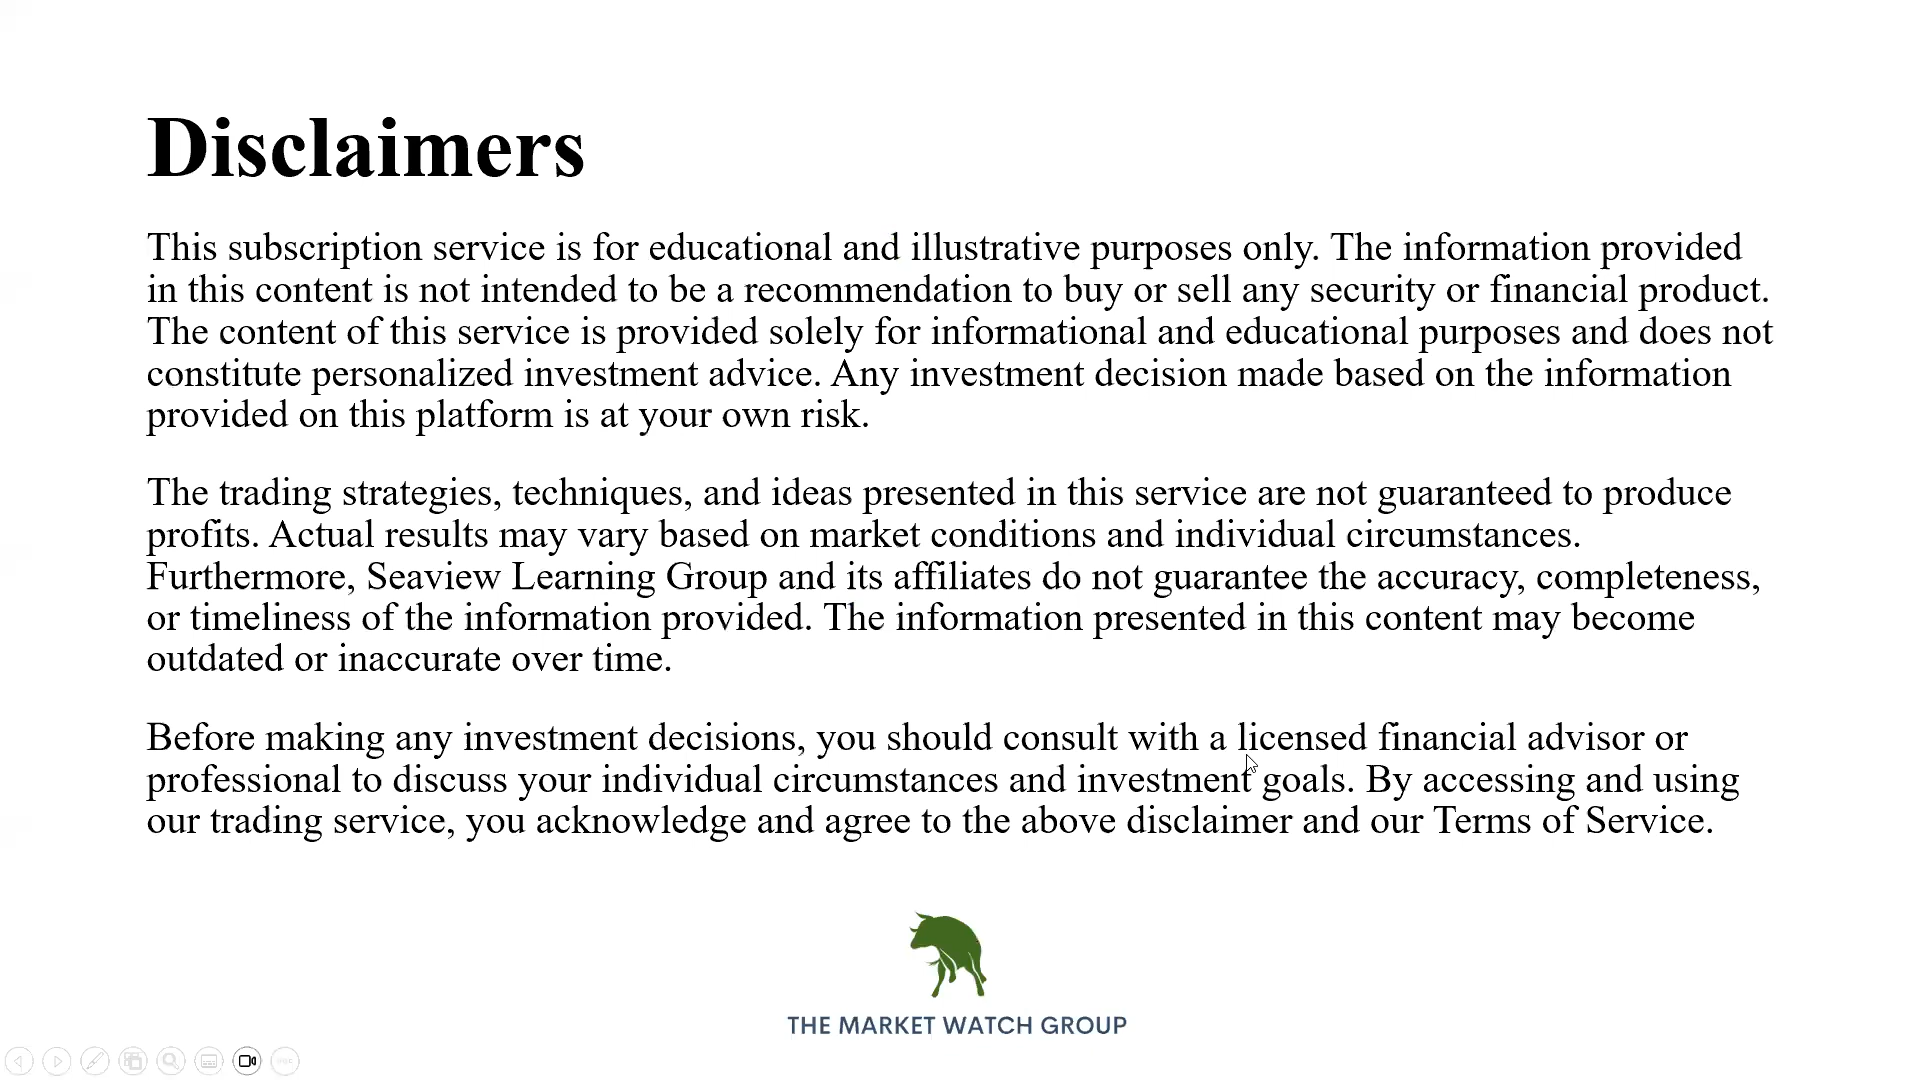 Disclaimers
This subscription service is for educational and illustrative purposes only. The information provided
in this content is not intended to be a recommendation to buy or sell any security or financial product.
The content of this service is provided solely for informational and educational purposes and does not
constitute personalized investment advice. Any investment decision made based on the information
provided on this platform is at your own risk.
The trading strategies, techniques, and ideas presented in this service are not guaranteed to produce
profits. Actual results may vary based on market conditions and individual circumstances.
Furthermore, Seaview Learning Group and its affiliates do not guarantee the accuracy, completeness,
or timeliness of the information provided. The information presented in this content may become
outdated or inaccurate over time.
Before making any investment decisions, you should consult with a licensed financial advisor or
professional to discuss your individual circumstances and investment goals. By accessing and using
our trading service, you acknowledge and agree to the above disclaimer and our Terms of Service.
THE MARKET WATCH GROUP